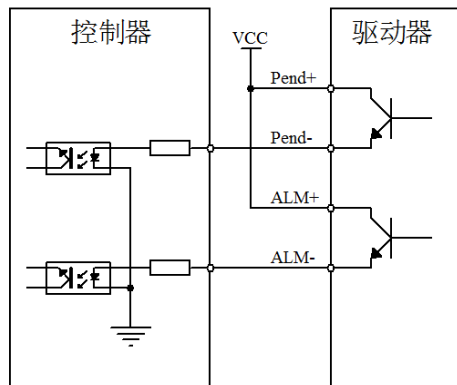 控制器
VCC
驱动器
Pend+
Pend-
ALM+
ALM-